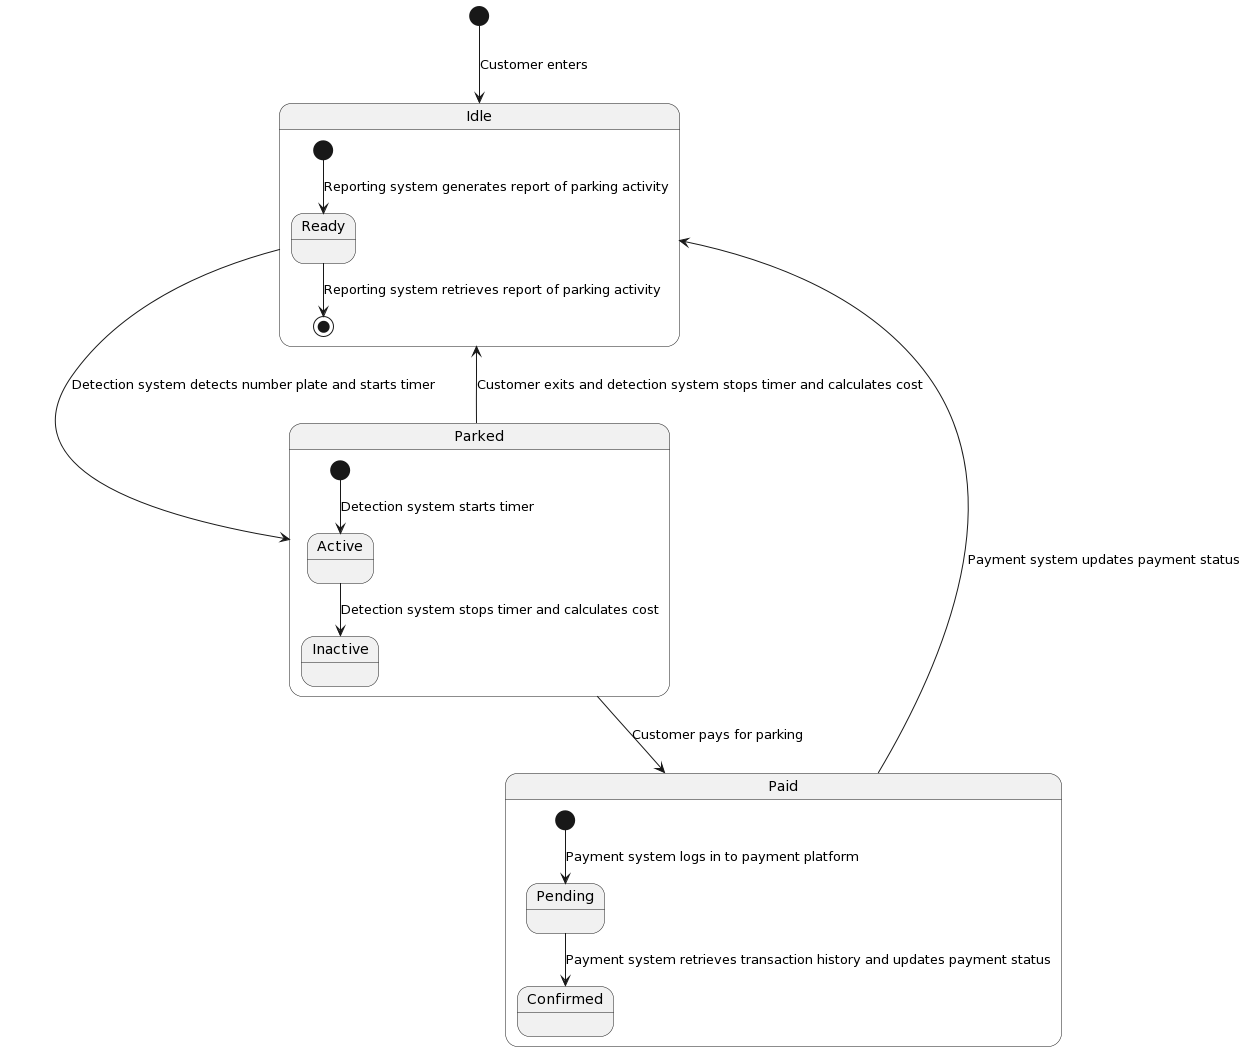 Customer enters
Idle
Reporting system generates report of parking activity
Ready
Reporting system retrieves report of parking activity
Detection system detects number plate and starts timer
Customer exits and detection system stops timer and calculates cost
Parked
Detection system starts timer
Active
Detection system stops timer and calculates cost
Inactive
Payment system updates payment status
Customer pays for parking
Paid
Payment system logs in to payment platform
Pending
Payment system retrieves transaction history and updates payment status
Confirmed